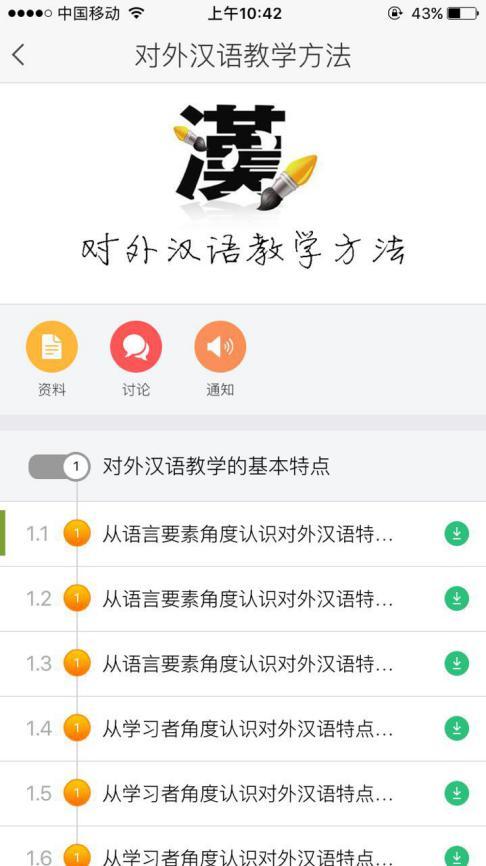 中国移动 上午10:42 43%
对外汉语教学方法
漢
对外汉语教学方法
资料 讨论 通知
1 对外汉语教学的基本特点
1.1 1 从语言要素角度认识对外汉语特...
1.2 1 从语言要素角度认识对外汉语特...
1.3 1 从语言要素角度认识对外汉语特...
1.4 1 从学习者角度认识对外汉语特点...
1.5 1 从学习者角度认识对外汉语特点...
1.6 1 从学习者角度认识对外汉语特点...